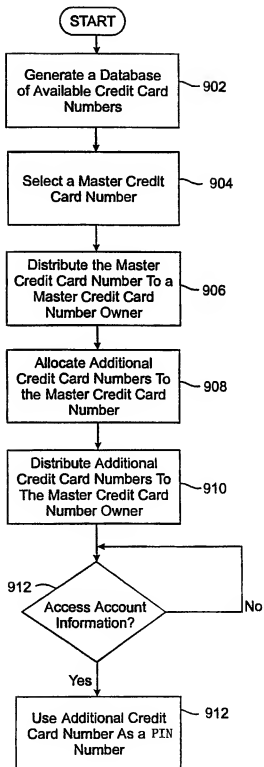 START
Generate a Database
of Available Credit Card
Numbers
902
Select a Master Credit
Card Number
904
Distribute the Master
Credit Card Number To a
Master Credit Card
Number Owner
906
Allocate Additional
Credit Card Numbers To
the Master Credit Card
Number
908
Distribute Additional
Credit Card Numbers To
The Master Credit Card
Number Owner
910
912
Access Account
Information?
No
Yes
Use Additional Credit
Card Number As a PIN
Number
912